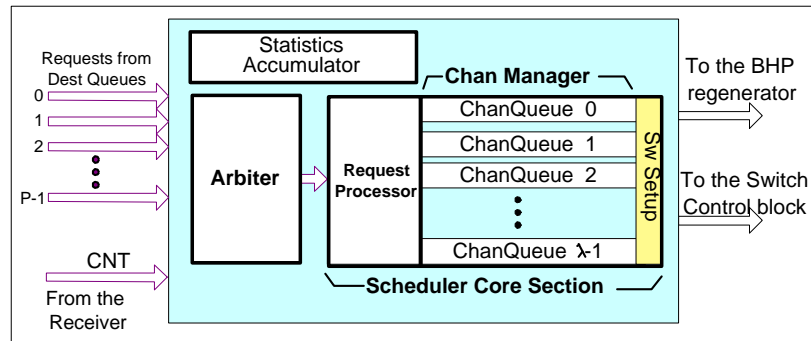 Requests from
Dest Queues
0
1
2
P-1
CNT
From the
Receiver
Statistics
Accumulator
Arbiter
Request
Processor
Chan Manager
ChanQueue 0
ChanQueue 1
ChanQueue 2
ChanQueue λ-1
Sw Setup
Scheduler Core Section
To the BHP
regenerator
To the Switch
Control block